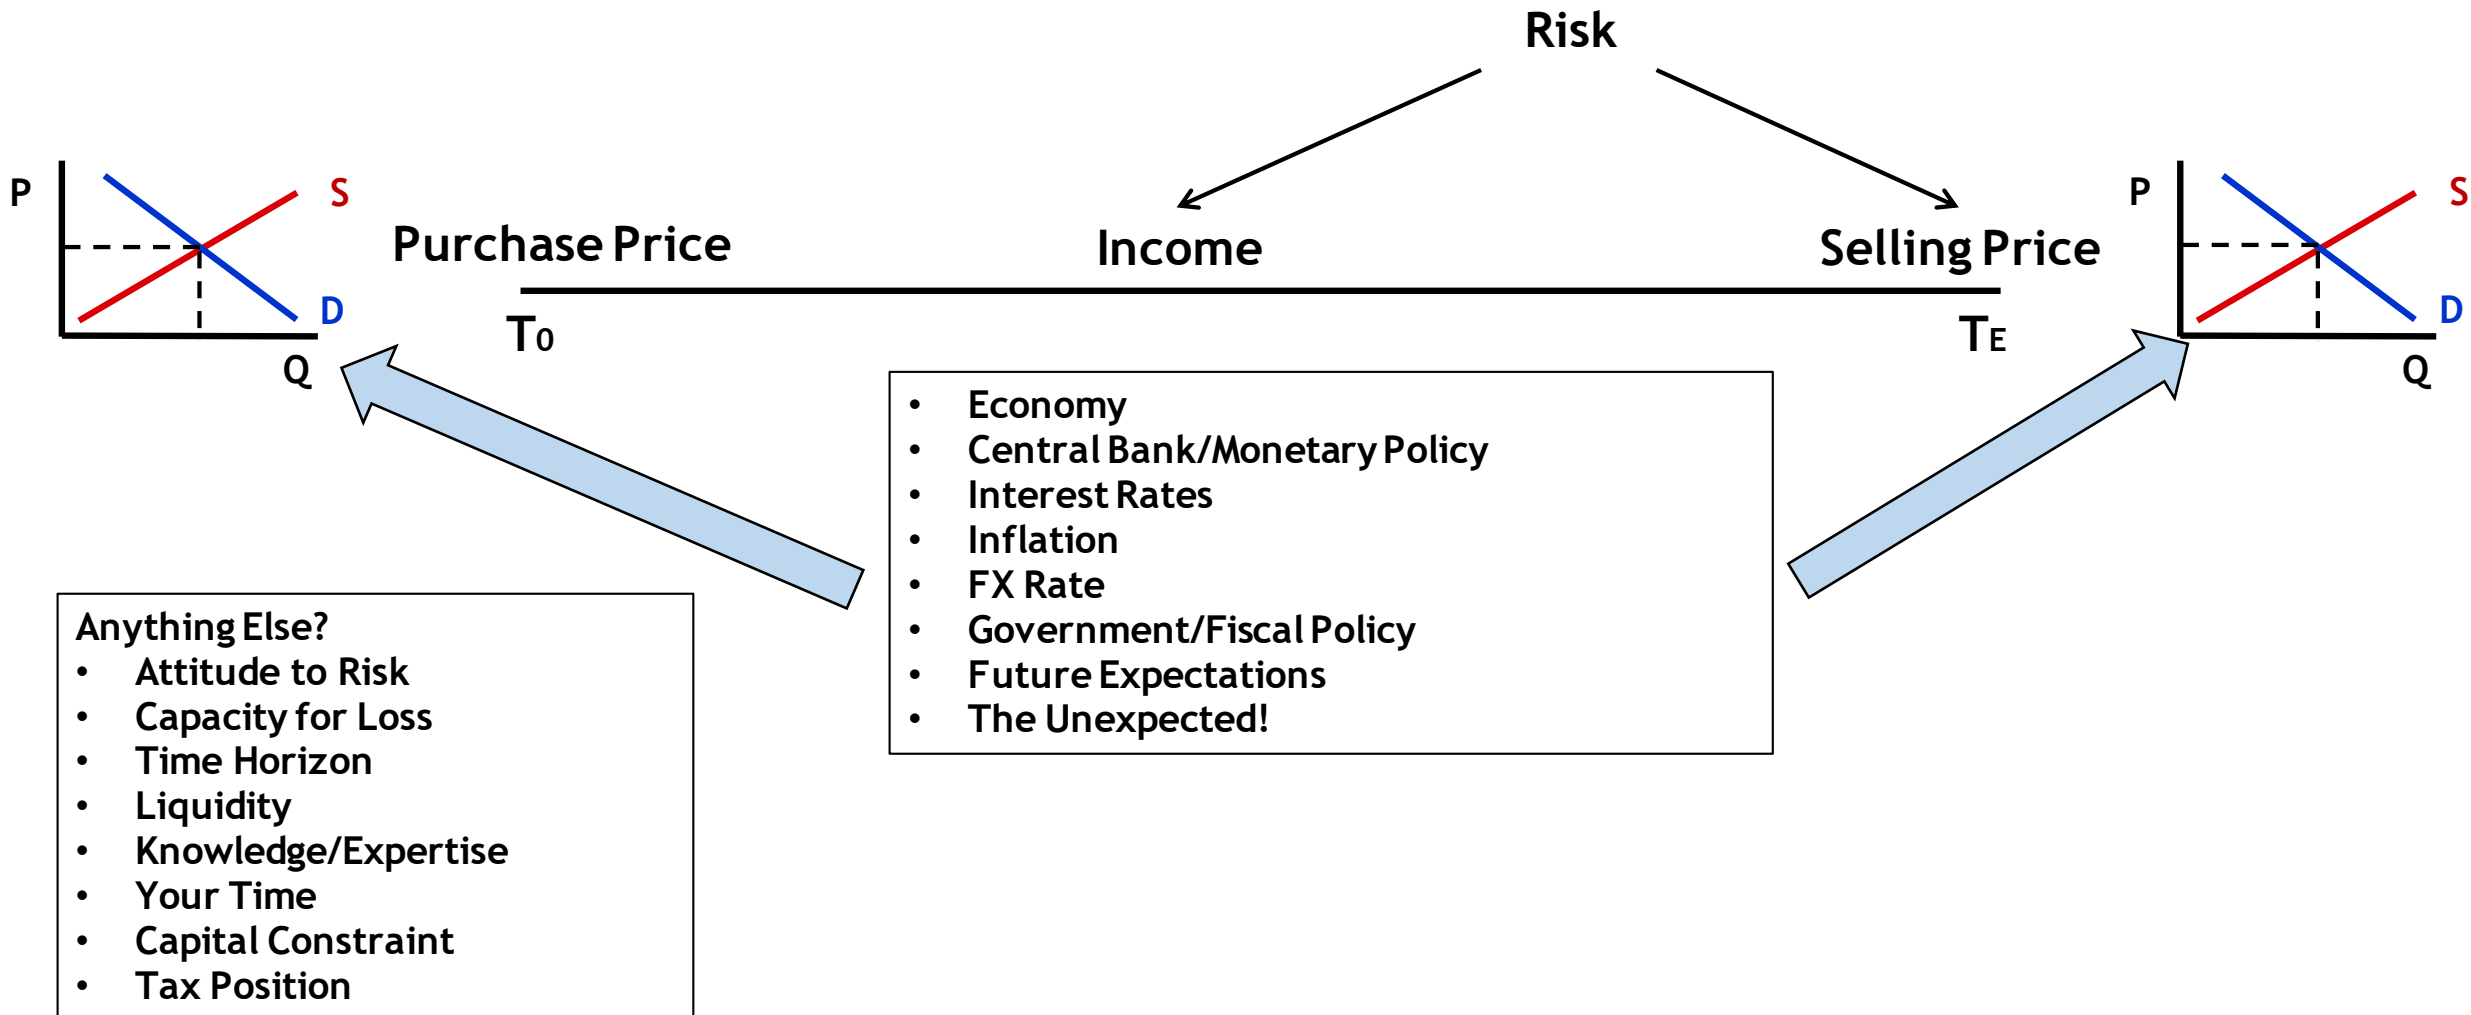 Risk
P
S
Purchase Price
Income
Selling Price
P
S
D
T0
TE
D
Q
Q
• Economy
• Central Bank/Monetary Policy
• Interest Rates
• Inflation
• FX Rate
• Government/Fiscal Policy
• Future Expectations
• The Unexpected!
Anything Else?
• Attitude to Risk
• Capacity for Loss
• Time Horizon
• Liquidity
• Knowledge/Expertise
• Your Time
• Capital Constraint
• Tax Position